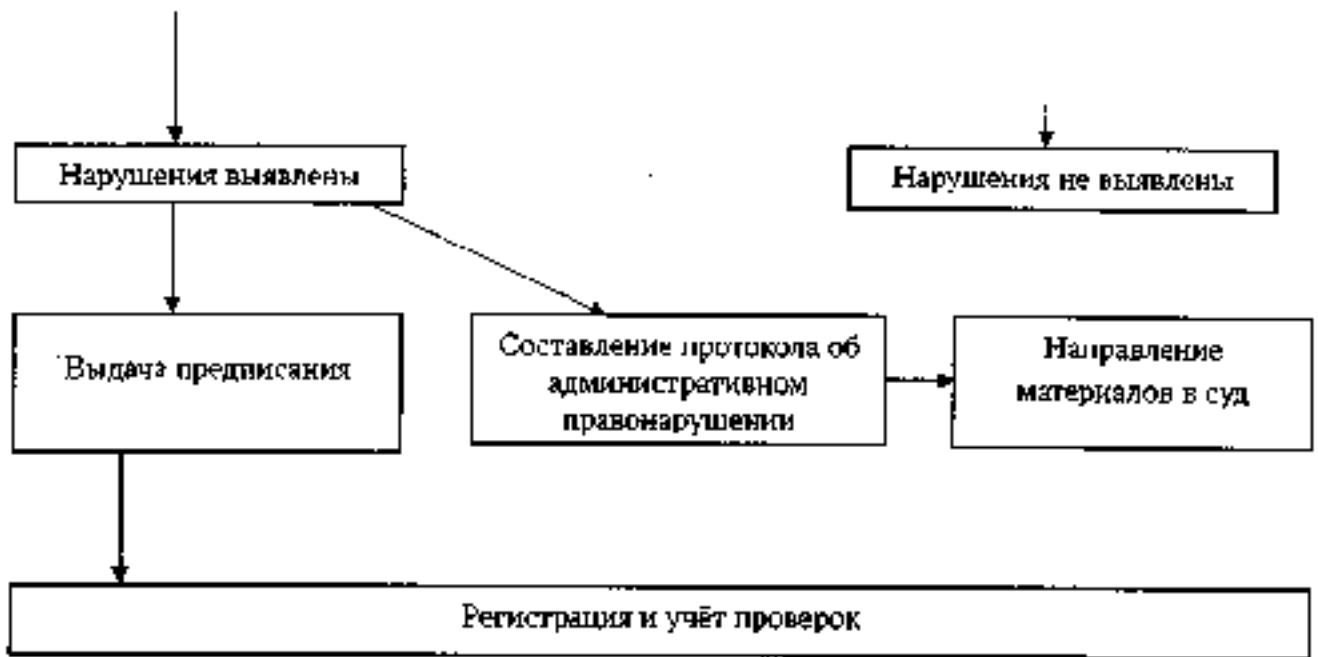 Нарушения выявлены
Нарушения не выявлены
Выдача предписания
Составление протокола об
административном
правонарушении
Направление
материалов в суд
Регистрация и учёт проверок